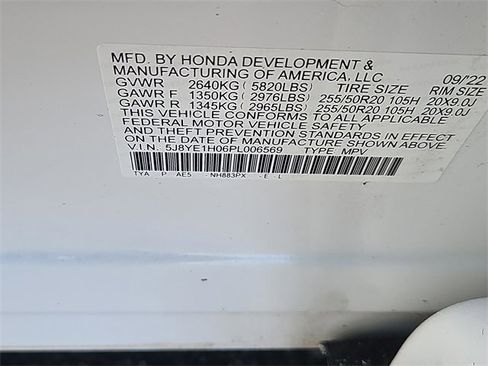 MFD. BY HONDA DEVELOPMENT &
MANUFACTURING OF AMERICA, LLC 09/22
GVWR 2640KG( 5820LBS) TIRE SIZE RIM SIZE
GAWR F 1350KG( 2976LBS) 255/50R20 105H 20X9.0J
GAWR R 1345KG( 2965LBS) 255/50R20 105H 20X9.0J
THIS VEHICLE CONFORMS TO ALL APPLICABLE
FEDERAL MOTOR VEHICLE SAFETY
AND THEFT PREVENTION STANDARDS IN EFFECT
ON THE DATE OF MANUFACTURE SHOWN ABOVE.
V.I.N. 5J8YE1H06PL006569 TYPE MPV
TYA P AE5 NH883PX - E L